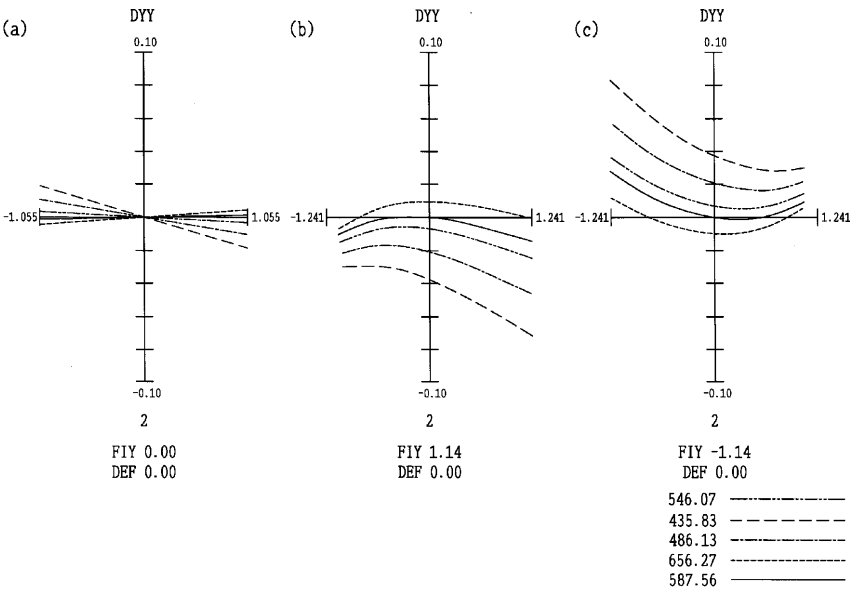 (a) DYY (b) DYY (c) DYY
0.10 0.10 0.10
-1.055 1.055 -1.241 1.241 -1.241 1.241
-0.10 -0.10 -0.10
2 2 2
FIY 0.00 FIY 1.14 FIY -1.14
DEF 0.00 DEF 0.00 DEF 0.00
546.07
435.83
486.13
656.27
587.56